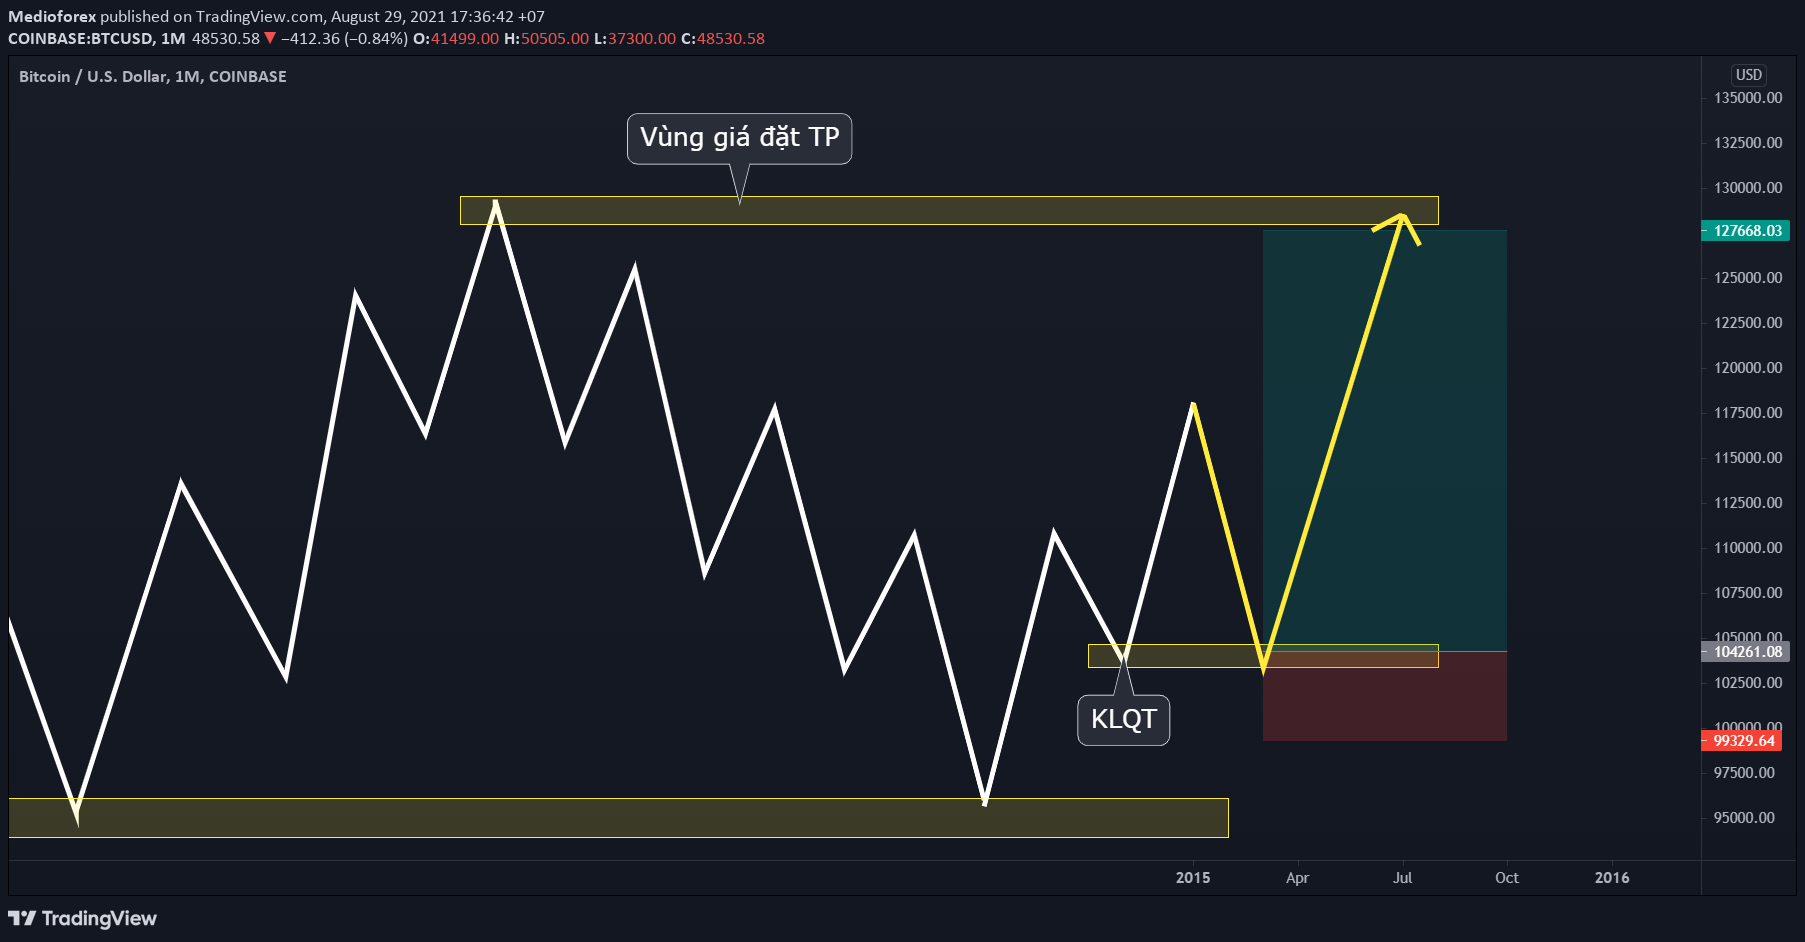 Medioforex published on TradingView.com, August 29, 2021 17:36:42 +07
COINBASE:BTCUSD, 1M 48530.58 ▼ −412.36 (−0.84%) O:41499.00 H:50505.00 L:37300.00 C:48530.58
Bitcoin / U.S. Dollar, 1M, COINBASE
USD
135000.00
Vùng giá đặt TP
132500.00
130000.00
127668.03
125000.00
122500.00
120000.00
117500.00
115000.00
112500.00
110000.00
107500.00
105000.00
104261.08
102500.00
KLQT
100000.00
99329.64
97500.00
95000.00
2015 Apr Jul Oct 2016
TradingView